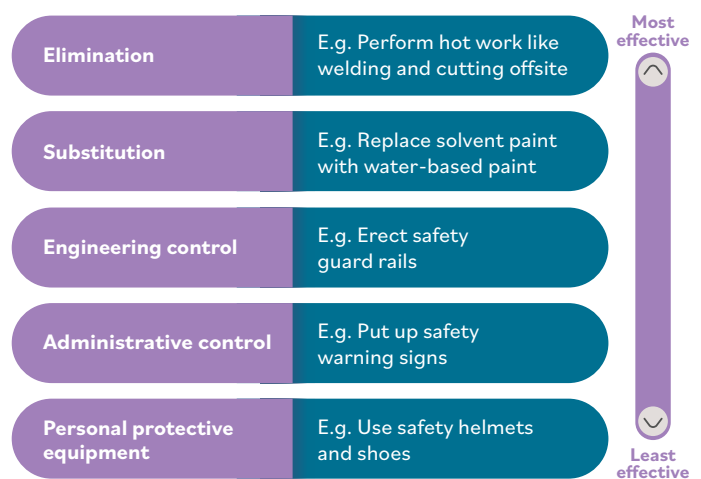 Most
effective
Elimination
E.g. Perform hot work like
welding and cutting offsite
Substitution
E.g. Replace solvent paint
with water-based paint
Engineering control
E.g. Erect safety
guard rails
Administrative control
E.g. Put up safety
warning signs
Personal protective
equipment
E.g. Use safety helmets
and shoes
Least
effective